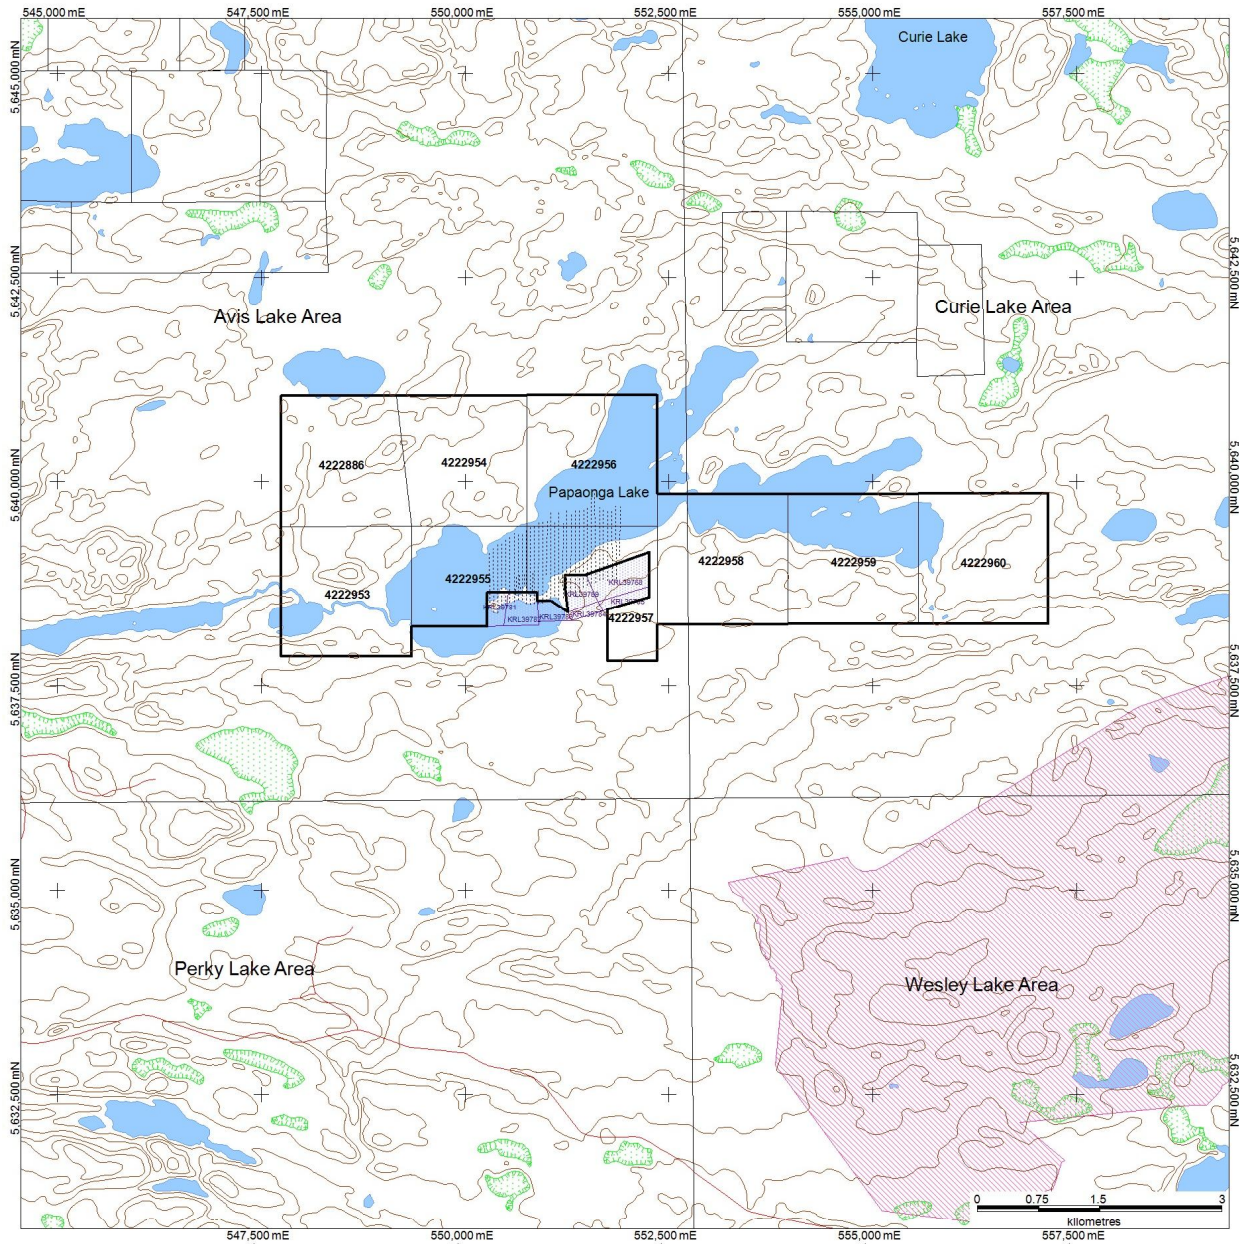 545,000 mE
547,500 mE
550,000 mE
552,500 mE
555,000 mE
557,500 mE
5,645,000 mN
5,642,500 mN
5,640,000 mN
5,637,500 mN
5,635,000 mN
5,632,500 mN
Curie Lake
Avis Lake Area
Curie Lake Area
4222886
4222954
4222956
Papaonga Lake
4222955
4222958
4222959
4222960
4222953
KRL39768
KRL39769
KRL39781
4222957
Perky Lake Area
Wesley Lake Area
5,642,500 mN
5,640,000 mN
5,637,500 mN
5,635,000 mN
5,632,500 mN
0 0.75 1.5 3
kilometres
547,500 mE
550,000 mE
552,500 mE
555,000 mE
557,500 mE